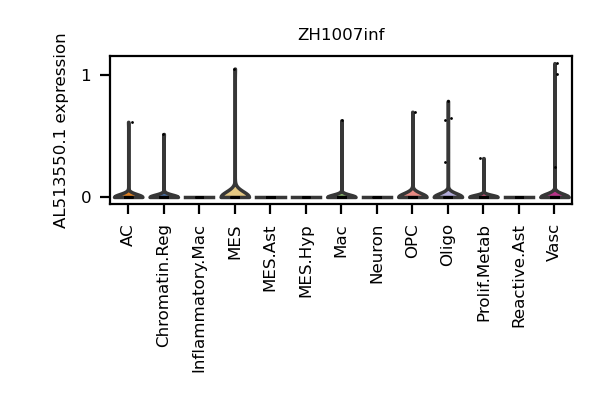 ZH1007inf
AL513550.1 expression
1
0
AC
Chromatin.Reg
Inflammatory.Mac
MES
MES.Ast
MES.Hyp
Mac
Neuron
OPC
Oligo
Prolif.Metab
Reactive.Ast
Vasc